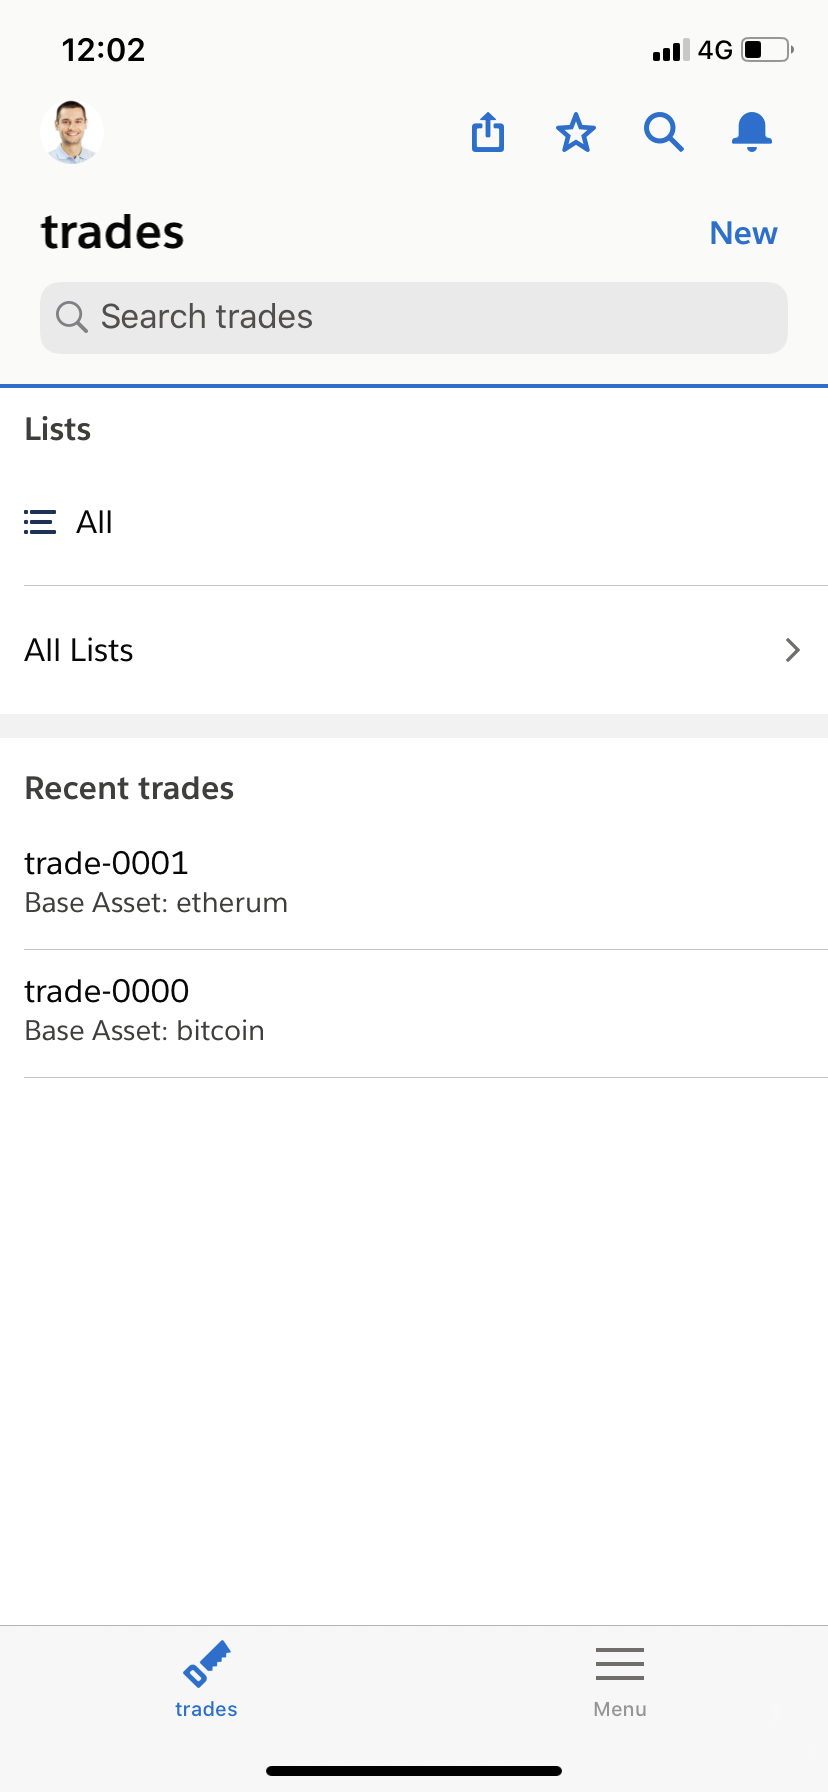 12:02
4G
trades
New
Search trades
Lists
All
All Lists
Recent trades
trade-0001
Base Asset: etherum
trade-0000
Base Asset: bitcoin
trades
Menu